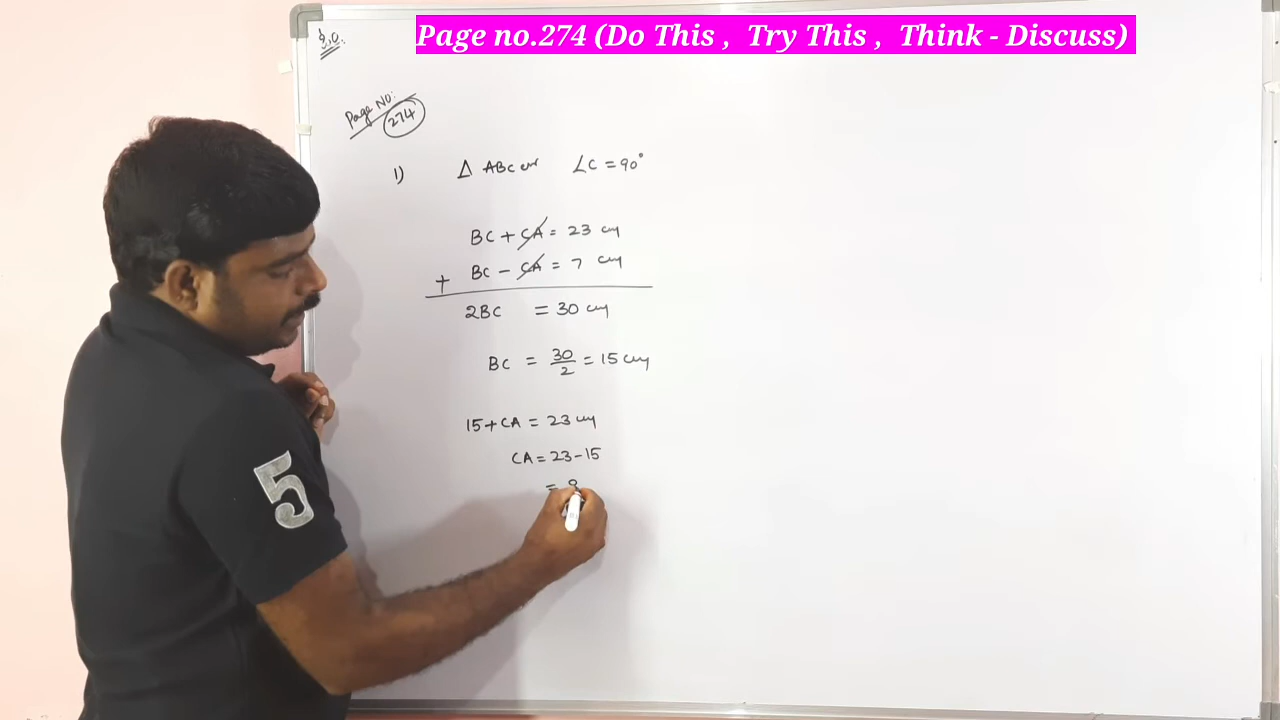 Page no.274 (Do This , Try This , Think - Discuss)
Page No:
274
1) Δ ABC ∠C = 90°
BC + CA = 23 cm
+ BC - CA = 7 cm
2BC = 30 cm
BC = 30/2 = 15 cm
15 + CA = 23 cm
CA = 23 - 15
= 8
5